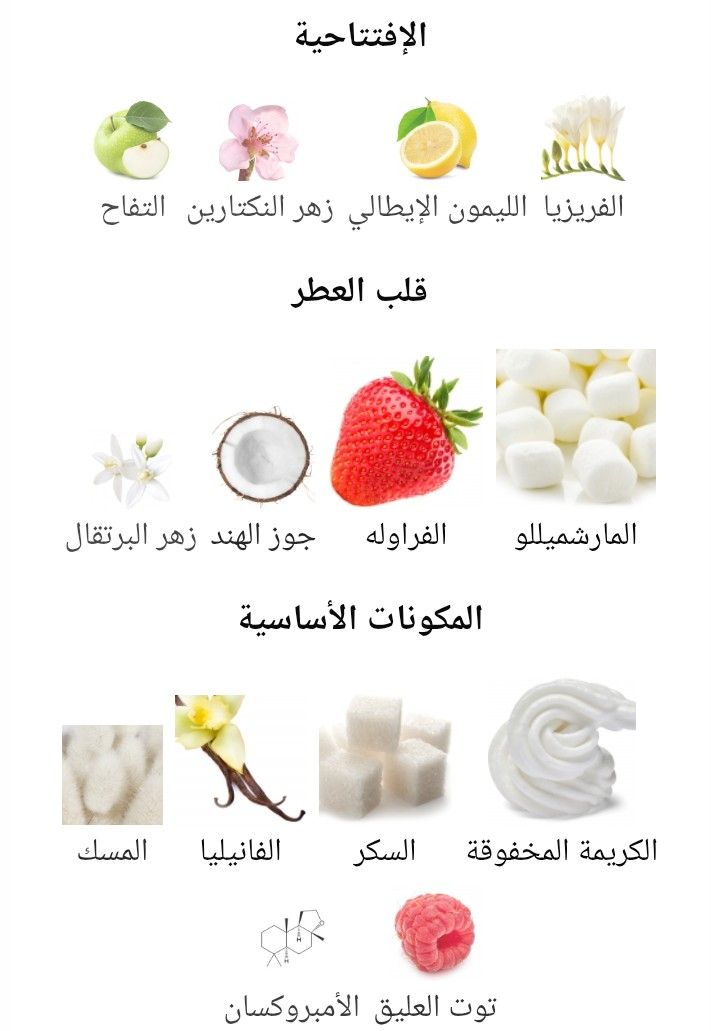 الإفتتاحية
الفريزيا الليمون الإيطالي زهر النكتارين التفاح
قلب العطر
المارشميللو الفراوله جوز الهند زهر البرتقال
المكونات الأساسية
الكريمة المخفوقة السكر الفانيليا المسك
توت العليق الأمبروكسان